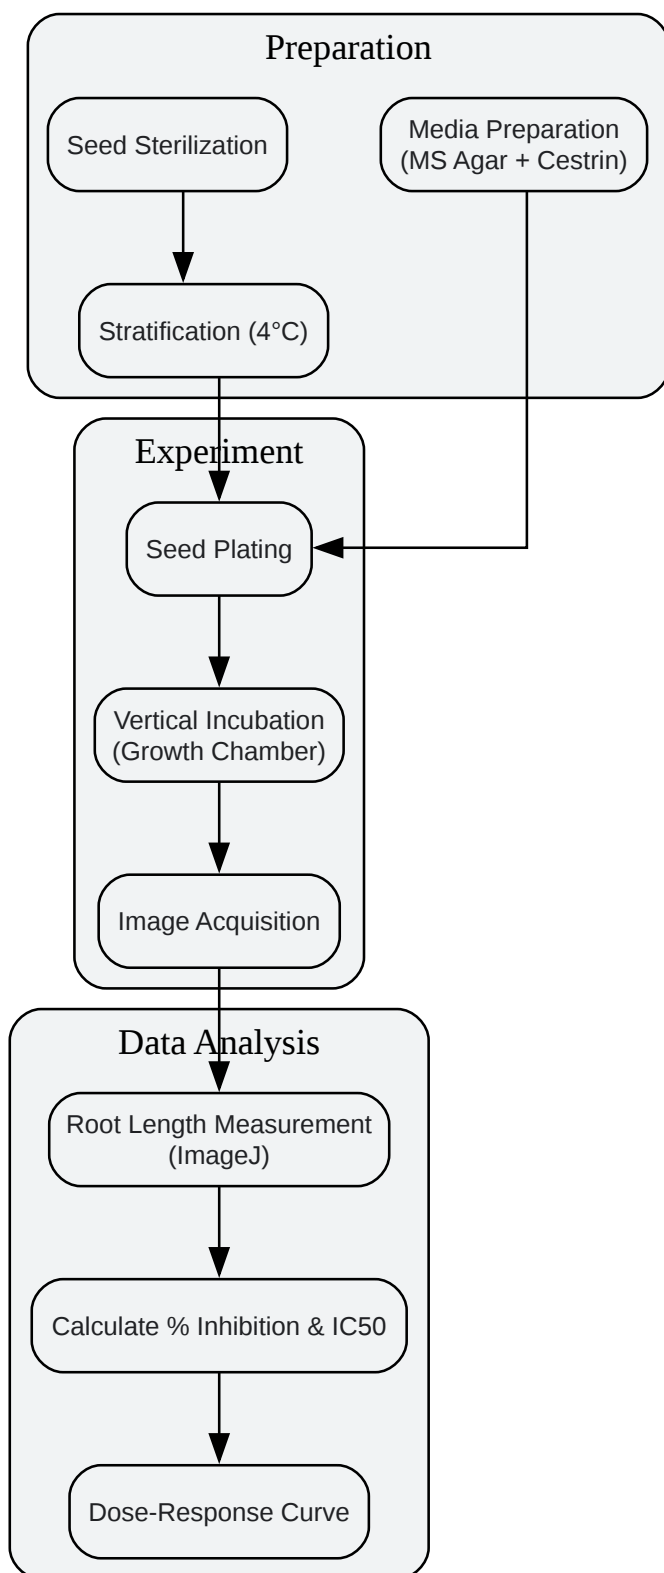 Preparation
Seed Sterilization
Media Preparation
(MS Agar + Cestrin)
Stratification (4°C)
Experiment
Seed Plating
Vertical Incubation
(Growth Chamber)
Image Acquisition
Data Analysis
Root Length Measurement
(ImageJ)
Calculate % Inhibition & IC50
Dose-Response Curve